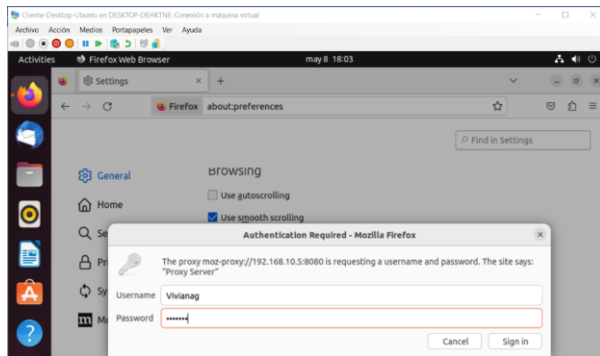 Cliente-Desktop-Ubuntu en DESKTOP-DEHKTNE: Conexión a máquina virtual
Archivo Acción Medios Portapapeles Ver Ayuda
Activities Firefox Web Browser may 8 18:03
Settings
Firefox about:preferences
Find in Settings
General
Browsing
Home
Use autoscrolling
Use smooth scrolling
Se
Authentication Required - Mozilla Firefox
Pri
The proxy moz-proxy://192.168.10.5:8080 is requesting a username and password. The site says:
"Proxy Server"
Sy
Username Vivianag
Password •••••••
Cancel Sign in